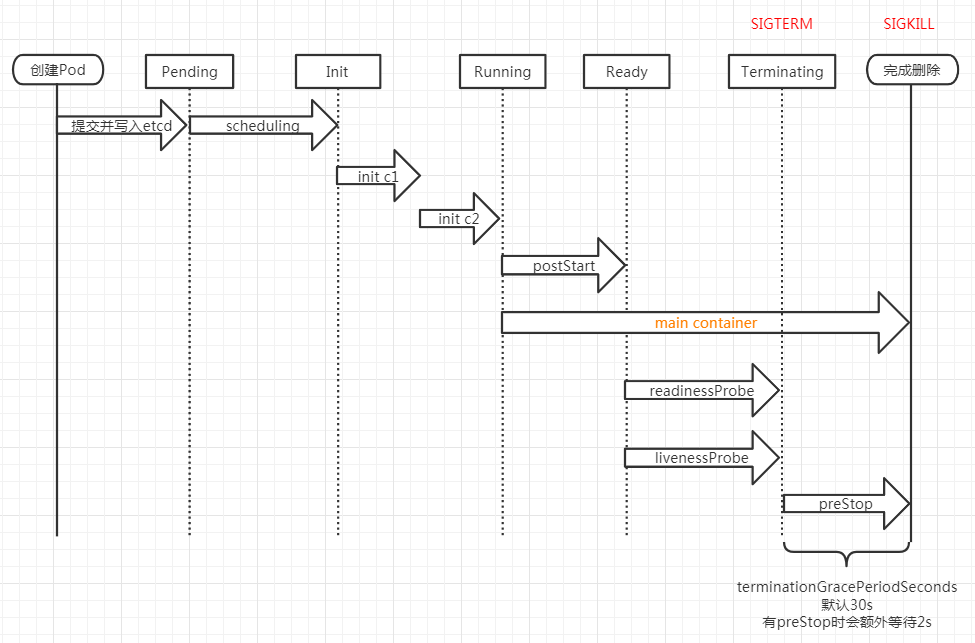 SIGTERM
SIGKILL
创建Pod
Pending
Init
Running
Ready
Terminating
完成删除
提交并写入etcd
scheduling
init c1
init c2
postStart
main container
readinessProbe
livenessProbe
preStop
terminationGracePeriodSeconds
默认30s
有preStop时会额外等待2s